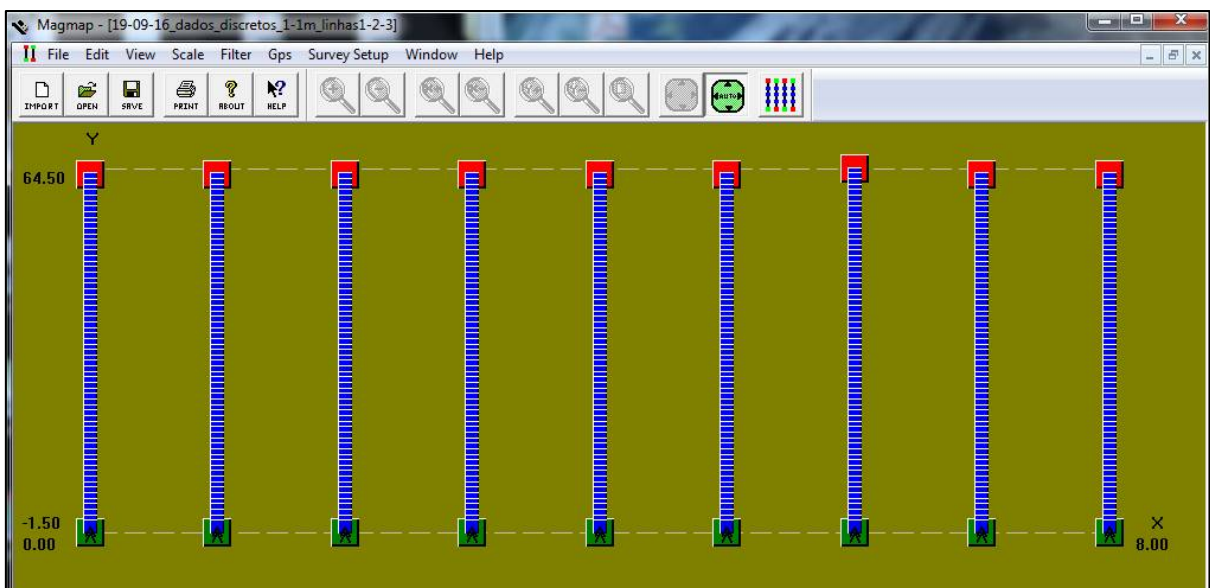 Magmap - [19-09-16_dados_discretos_1-1m_linhas1-2-3]
File Edit View Scale Filter Gps Survey Setup Window Help
IMPORT OPEN SAVE PRINT ABOUT HELP AUTO
Y
64.50
-1.50
0.00
X
8.00